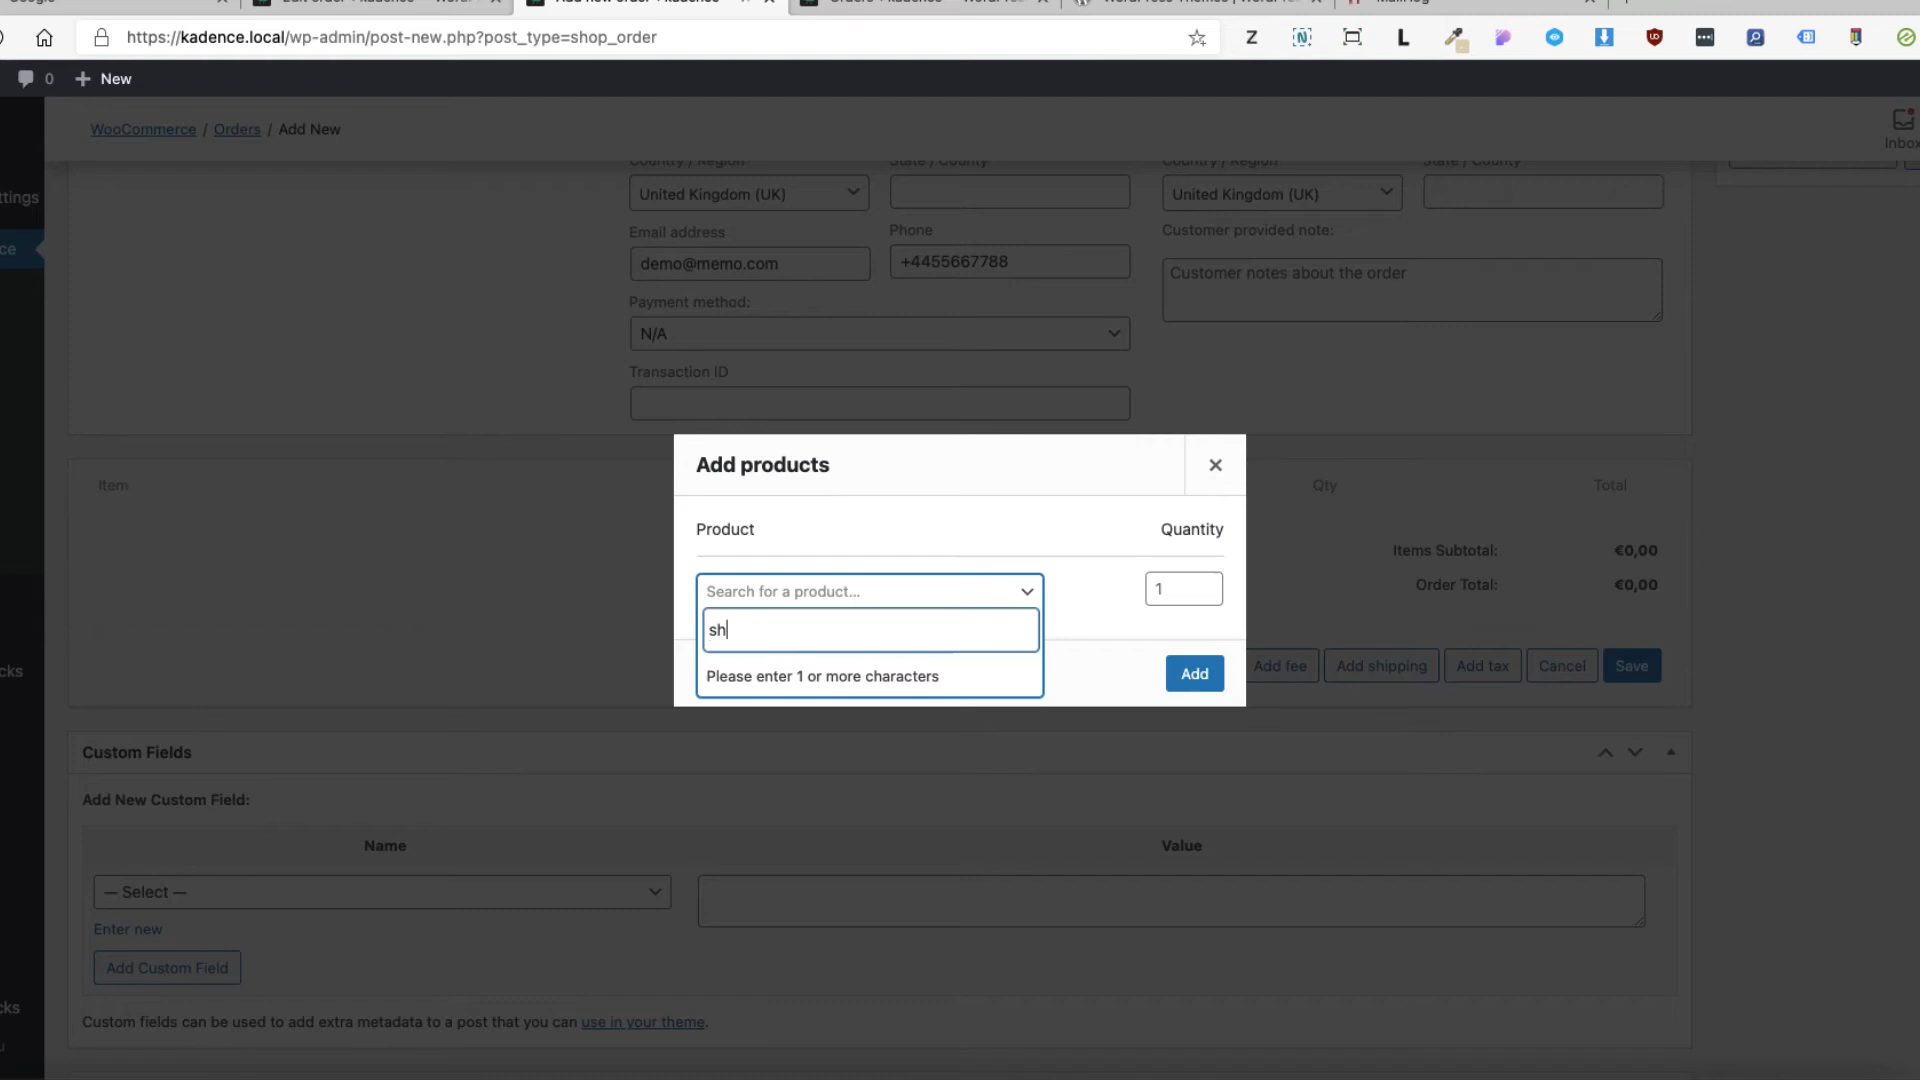 https://kadence.local/wp-admin/post-new.php?post_type=shop_order
0
New
WooCommerce / Orders / Add New
Inbox
Country / Region
State / County
Country / Region
State / County
ttings
United Kingdom (UK)
United Kingdom (UK)
ce
Email address
Phone
Customer provided note:
demo@memo.com
+4455667788
Customer notes about the order
Payment method:
N/A
Transaction ID
Add products
Item
Qty
Total
Product
Quantity
Items Subtotal:
€0,00
Search for a product…
1
Order Total:
€0,00
sh
Please enter 1 or more characters
Add
Add fee
Add shipping
Add tax
Cancel
Save
cks
Custom Fields
Add New Custom Field:
Name
Value
— Select —
Enter new
Add Custom Field
cks
Custom fields can be used to add extra metadata to a post that you can use in your theme.